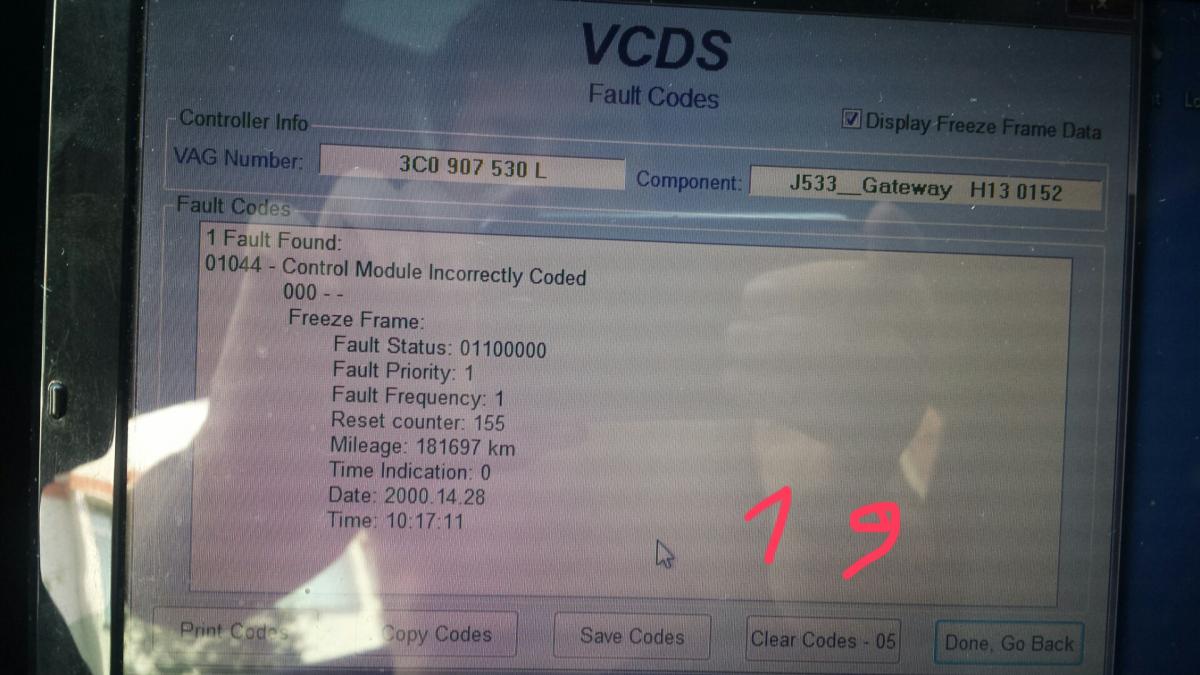 VCDS
Fault Codes
Display Freeze Frame Data
Controller Info
VAG Number: 3C0 907 530 L Component: J533__Gateway H13 0152
Fault Codes
1 Fault Found:
01044 - Control Module Incorrectly Coded
000 - -
Freeze Frame:
Fault Status: 01100000
Fault Priority: 1
Fault Frequency: 1
Reset counter: 155
Mileage: 181697 km
Time Indication: 0
Date: 2000.14.28
Time: 10:17:11
19
Print Codes Copy Codes Save Codes Clear Codes - 05 Done, Go Back